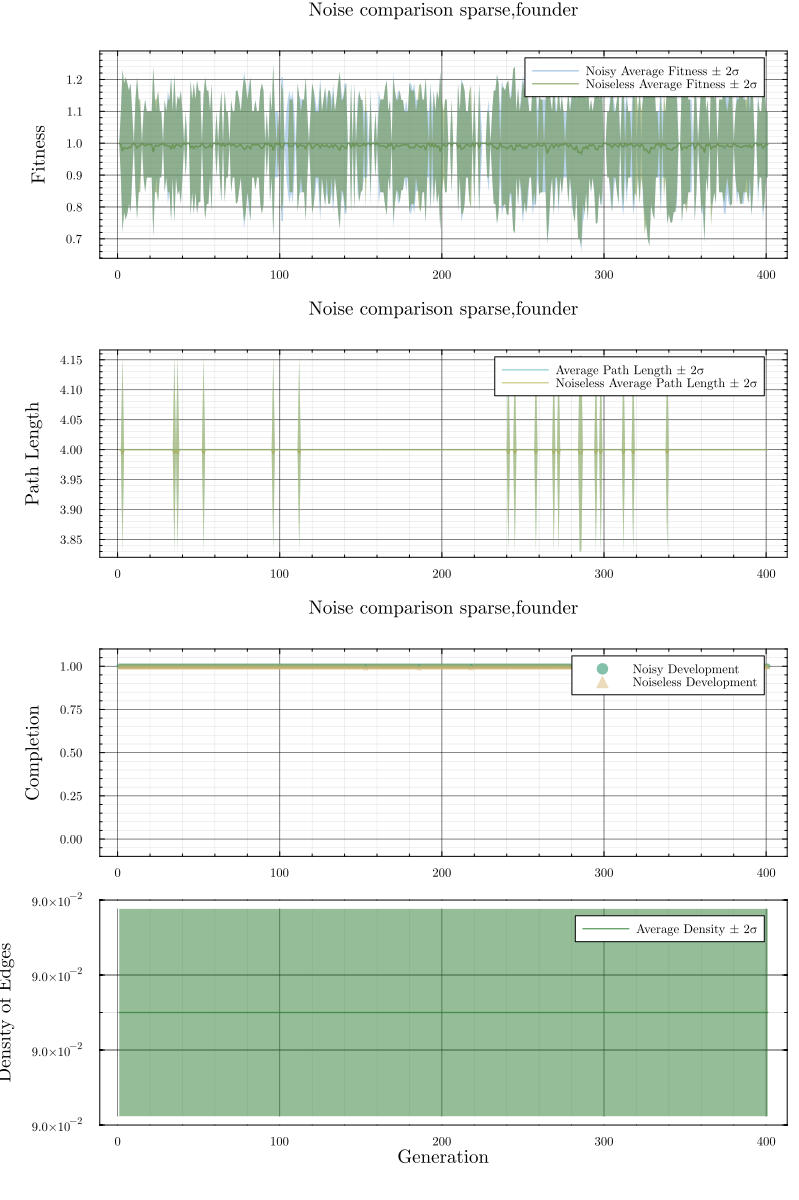 Noise comparison sparse,founder
Noisy Average Fitness ± 2σ
Noiseless Average Fitness ± 2σ
Fitness
1.2
1.1
1.0
0.9
0.8
0.7
0 100 200 300 400
Noise comparison sparse,founder
Average Path Length ± 2σ
Noiseless Average Path Length ± 2σ
Path Length
4.15
4.10
4.05
4.00
3.95
3.90
3.85
0 100 200 300 400
Noise comparison sparse,founder
Noisy Development
Noiseless Development
Completion
1.00
0.75
0.50
0.25
0.00
0 100 200 300 400
Average Density ± 2σ
Density of Edges
9.0×10⁻²
9.0×10⁻²
9.0×10⁻²
9.0×10⁻²
0 100 200 300 400
Generation